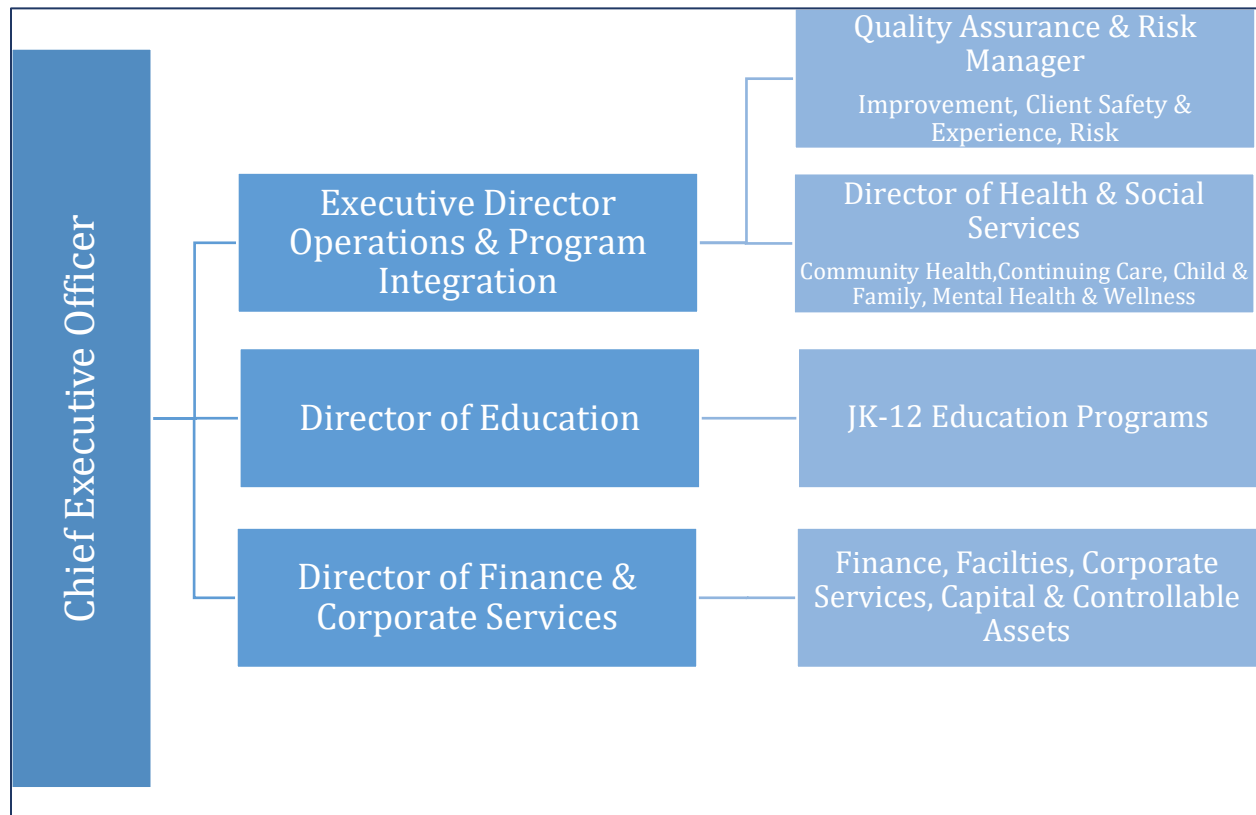 Chief Executive Officer
Executive Director
Operations & Program
Integration
Quality Assurance & Risk
Manager
Improvement, Client Safety &
Experience, Risk
Director of Health & Social
Services
Community Health,Continuing Care, Child &
Family, Mental Health & Wellness
Director of Education
JK-12 Education Programs
Director of Finance &
Corporate Services
Finance, Facilties, Corporate
Services, Capital & Controllable
Assets